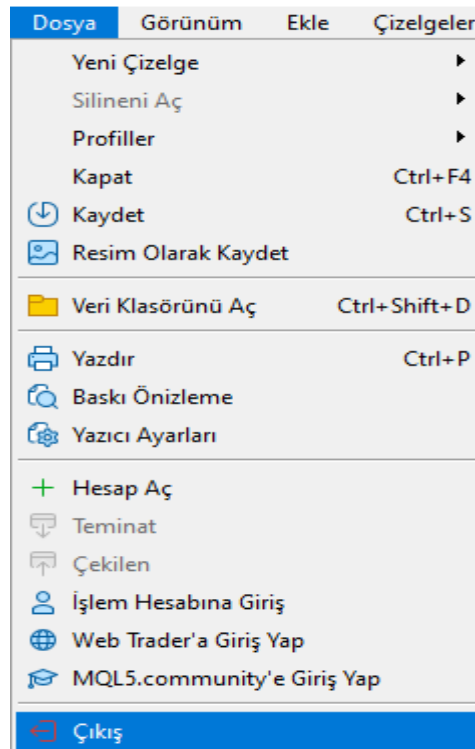 Dosya Görünüm Ekle Çizelgeler
Yeni Çizelge
Silineni Aç
Profiller
Kapat Ctrl+F4
Kaydet Ctrl+S
Resim Olarak Kaydet
Veri Klasörünü Aç Ctrl+Shift+D
Yazdır Ctrl+P
Baskı Önizleme
Yazıcı Ayarları
Hesap Aç
Teminat
Çekilen
İşlem Hesabına Giriş
Web Trader'a Giriş Yap
MQL5.community'e Giriş Yap
Çıkış